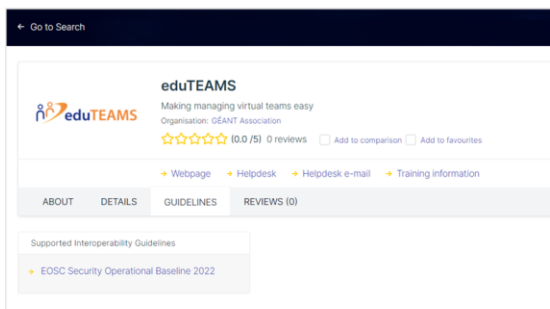 ← Go to Search
eduTEAMS
eduTEAMS
Making managing virtual teams easy
Organisation: GÉANT Association
(0.0 /5) 0 reviews Add to comparison Add to favourites
→ Webpage → Helpdesk → Helpdesk e-mail → Training information
ABOUT DETAILS GUIDELINES REVIEWS (0)
Supported Interoperability Guidelines
→ EOSC Security Operational Baseline 2022